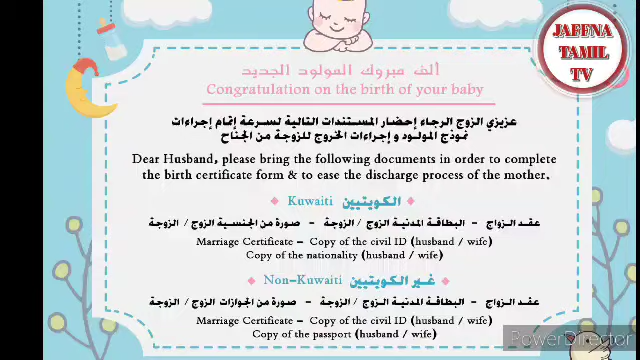 JAFFNA
TAMIL
TV
ألف مبروك المولود الجديد
Congratulation on the birth of your baby
عزيزي الزوج الرجاء إحضار المستندات التالية لسرعة إتمام إجراءات
نموذج المولود و إجراءات الخروج للزوجة من الجناح
Dear Husband, please bring the following documents in order to complete
the birth certificate form & to ease the discharge process of the mother.
Kuwaiti الكويتيين
عقد الزواج - البطاقة المدنية الزوج / الزوجة - صورة من الجنسية الزوج / الزوجة
Marriage Certificate - Copy of the civil ID (husband / wife)
Copy of the nationality (husband / wife)
Non-Kuwaiti غير الكويتيين
عقد الزواج - البطاقة المدنية الزوج / الزوجة - صورة من الجوازات الزوج / الزوجة
Marriage Certificate - Copy of the civil ID (husband / wife)
Copy of the passport (husband / wife)
PowerDirector